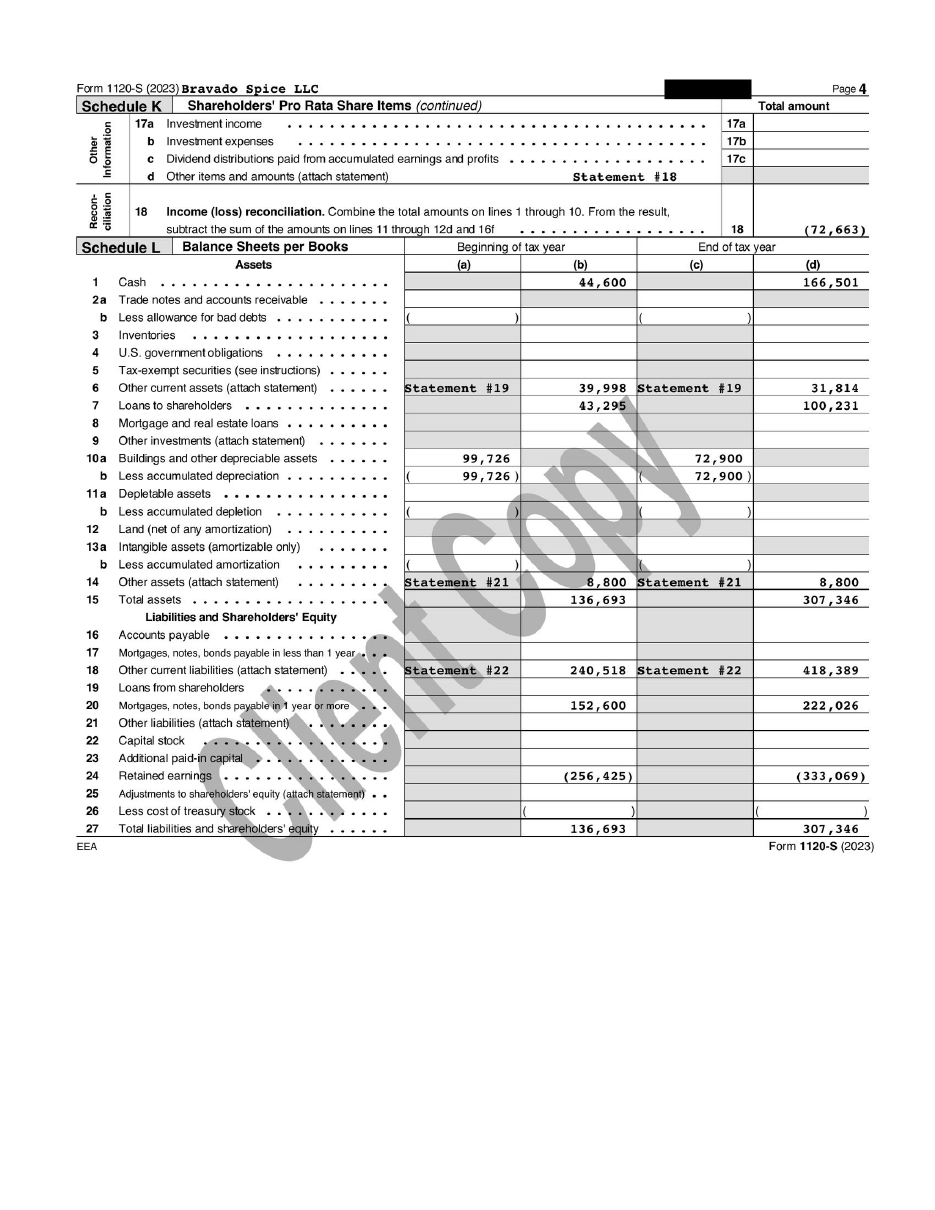 Form 1120-S (2023) Bravado Spice LLC Page 4
Schedule K Shareholders' Pro Rata Share Items (continued) Total amount
Other Information
17a Investment income 17a
b Investment expenses 17b
c Dividend distributions paid from accumulated earnings and profits 17c
d Other items and amounts (attach statement) Statement #18
Recon-ciliation
18 Income (loss) reconciliation. Combine the total amounts on lines 1 through 10. From the result,
subtract the sum of the amounts on lines 11 through 12d and 16f 18 (72,663)
Schedule L Balance Sheets per Books Beginning of tax year End of tax year
Assets (a) (b) (c) (d)
1 Cash 44,600 166,501
2a Trade notes and accounts receivable
b Less allowance for bad debts ( ) ( )
3 Inventories
4 U.S. government obligations
5 Tax-exempt securities (see instructions)
6 Other current assets (attach statement) Statement #19 39,998 Statement #19 31,814
7 Loans to shareholders 43,295 100,231
8 Mortgage and real estate loans
9 Other investments (attach statement)
10a Buildings and other depreciable assets 99,726 72,900
b Less accumulated depreciation ( 99,726 ) ( 72,900 )
11a Depletable assets
b Less accumulated depletion ( ) ( )
12 Land (net of any amortization)
13a Intangible assets (amortizable only)
b Less accumulated amortization ( ) ( )
14 Other assets (attach statement) Statement #21 8,800 Statement #21 8,800
15 Total assets 136,693 307,346
Liabilities and Shareholders' Equity
16 Accounts payable
17 Mortgages, notes, bonds payable in less than 1 year
18 Other current liabilities (attach statement) Statement #22 240,518 Statement #22 418,389
19 Loans from shareholders
20 Mortgages, notes, bonds payable in 1 year or more 152,600 222,026
21 Other liabilities (attach statement)
22 Capital stock
23 Additional paid-in capital
24 Retained earnings (256,425) (333,069)
25 Adjustments to shareholders' equity (attach statement)
26 Less cost of treasury stock ( ) ( )
27 Total liabilities and shareholders' equity 136,693 307,346
EEA Form 1120-S (2023)
Client Copy